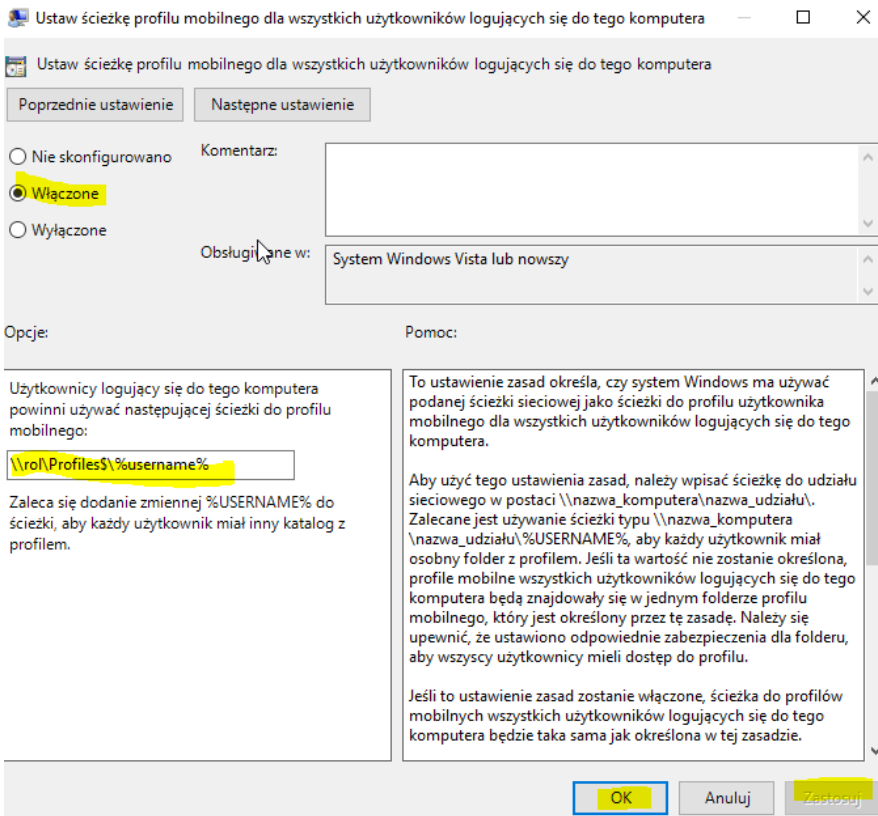 Ustaw ścieżkę profilu mobilnego dla wszystkich użytkowników logujących się do tego komputera
Ustaw ścieżkę profilu mobilnego dla wszystkich użytkowników logujących się do tego komputera
Poprzednie ustawienie
Następne ustawienie
Nie skonfigurowano
Komentarz:
Włączone
Wyłączone
Obsługiwane w:
System Windows Vista lub nowszy
Opcje:
Pomoc:
Użytkownicy logujący się do tego komputera
powinni używać następującej ścieżki do profilu
mobilnego:
\\rol\Profiles$\%username%
Zaleca się dodanie zmiennej %USERNAME% do
ścieżki, aby każdy użytkownik miał inny katalog z
profilem.
To ustawienie zasad określa, czy system Windows ma używać
podanej ścieżki sieciowej jako ścieżki do profilu użytkownika
mobilnego dla wszystkich użytkowników logujących się do tego
komputera.
Aby użyć tego ustawienia zasad, należy wpisać ścieżkę do udziału
sieciowego w postaci \\nazwa_komputera\nazwa_udziału\.
Zalecane jest używanie ścieżki typu \\nazwa_komputera
\nazwa_udziału\%USERNAME%, aby każdy użytkownik miał
osobny folder z profilem. Jeśli ta wartość nie zostanie określona,
profile mobilne wszystkich użytkowników logujących się do tego
komputera będą znajdowały się w jednym folderze profilu
mobilnego, który jest określony przez tę zasadę. Należy się
upewnić, że ustawiono odpowiednie zabezpieczenia dla folderu,
aby wszyscy użytkownicy mieli dostęp do profilu.
Jeśli to ustawienie zasad zostanie włączone, ścieżka do profilów
mobilnych wszystkich użytkowników logujących się do tego
komputera będzie taka sama jak określona w tej zasadzie.
OK
Anuluj
Zastosuj